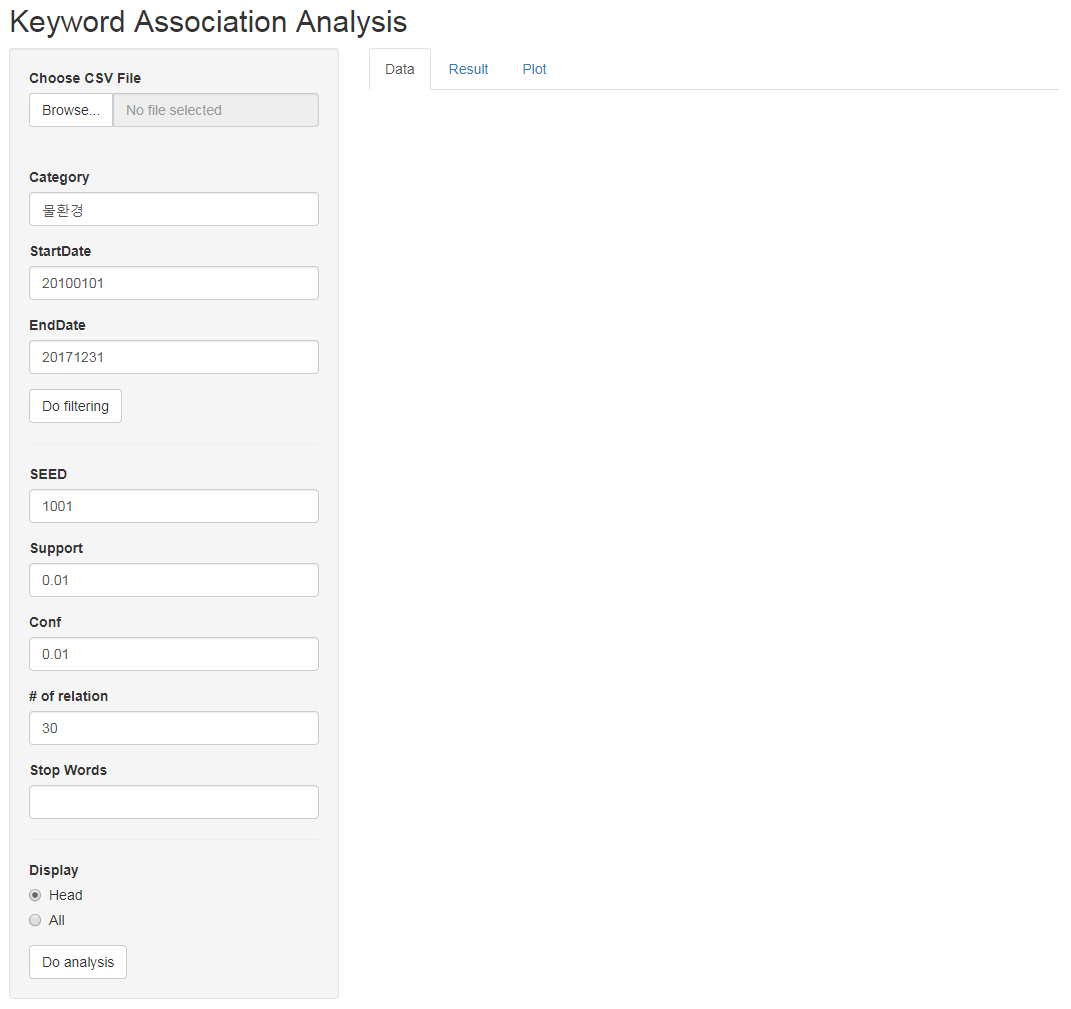 Keyword Association Analysis
Choose CSV File
Browse... No file selected
Category
물환경
StartDate
20100101
EndDate
20171231
Do filtering
SEED
1001
Support
0.01
Conf
0.01
# of relation
30
Stop Words
Display
Head
All
Do analysis
Data Result Plot